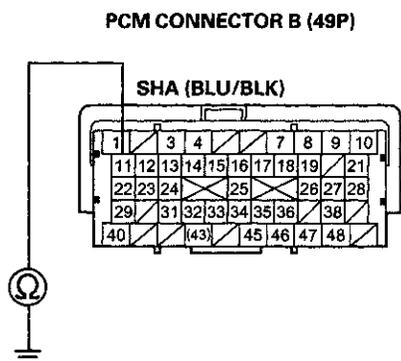 PCM CONNECTOR B (49P)
SHA (BLU/BLK)
1 3 4 7 8 9 10
11 12 13 14 15 16 17 18 19 21
22 23 24 25 26 27 28
29 31 32 33 34 35 36 38
40 (43) 45 46 47 48
Ω